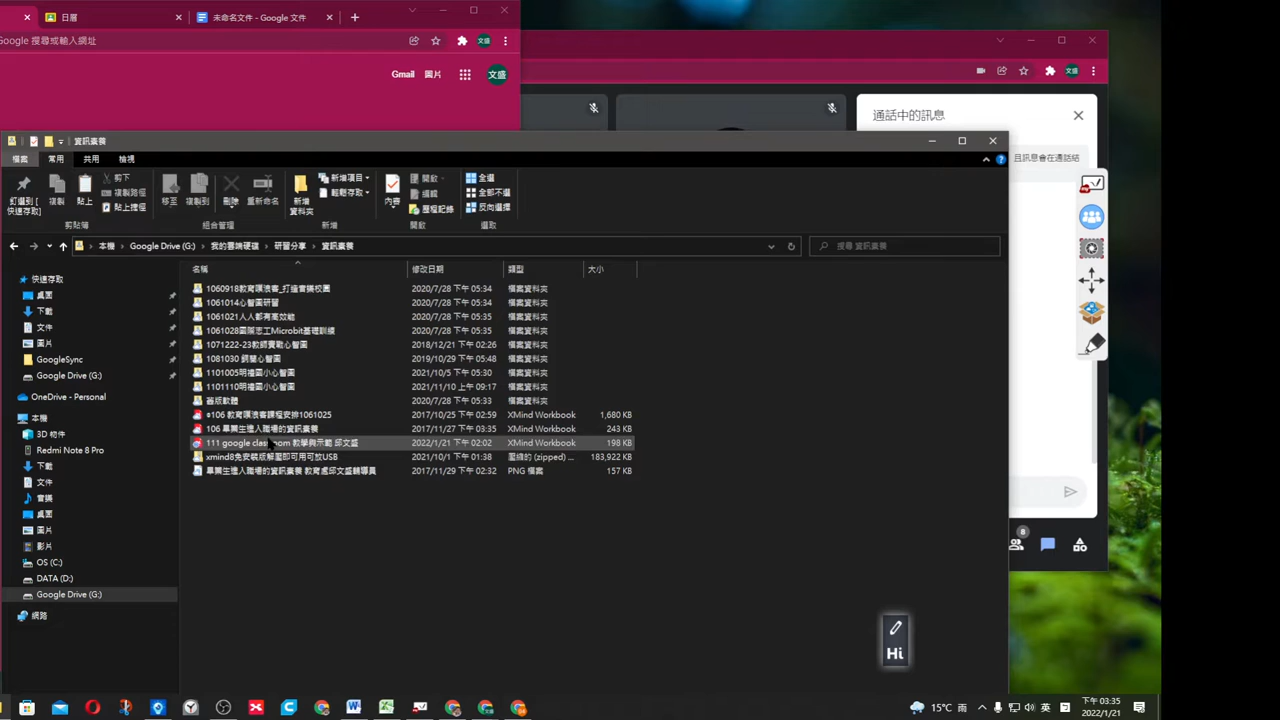 日曆
未命名文件 - Google 文件
Google 搜尋或輸入網址
文盛
Gmail
圖片
文盛
文盛
通話中的訊息
且訊息會在通話結
資訊素養
檔案
常用
共用
檢視
釘選到 [快速存取]
複製
貼上
剪下
複製路徑
貼上捷徑
移至
複製到
刪除
重新命名
新增資料夾
新增項目
輕鬆存取
內容
開啟
編輯
歷程記錄
全選
全部不選
反向選擇
剪貼簿
組合管理
新增
開啟
選取
本機 › Google Drive (G:) › 我的雲端硬碟 › 研習分享 › 資訊素養
搜尋 資訊素養
名稱 修改日期 類型 大小
1060918教育噗浪客_打造雲端校園 2020/7/28 下午 05:34 檔案資料夾
1061014心智圖研習 2020/7/28 下午 05:34 檔案資料夾
1061021人人都有高效能 2020/7/28 下午 05:35 檔案資料夾
1061028國際志工Microbit基礎訓練 2020/7/28 下午 05:35 檔案資料夾
2018/12/21 下午 02:26 檔案資料夾
2019/10/29 下午 05:48 檔案資料夾
1101005明禮國小心智圖 2021/10/5 下午 05:30 檔案資料夾
1101110明禮國小心智圖 2021/11/10 上午 09:17 檔案資料夾
舊版軟體 2020/7/28 下午 05:33 檔案資料夾
s106 教育噗浪客課程安排1061025 2017/10/25 下午 02:59 XMind Workbook 1,680 KB
106 畢業生進入職場的資訊素養 2017/11/27 下午 03:35 XMind Workbook 243 KB
111 google classroom 教學與示範 邱文盛 2022/1/21 下午 02:02 XMind Workbook 198 KB
xmind8免安裝版解壓即可用可放USB 2021/10/1 下午 01:38 壓縮的 (zipped) ... 183,922 KB
畢業生進入職場的資訊素養 教育處邱文盛輔導員 2017/11/29 下午 02:32 PNG 檔案 157 KB
快速存取
桌面
下載
文件
圖片
GoogleSync
Google Drive (G:)
OneDrive - Personal
本機
3D 物件
Redmi Note 8 Pro
下載
文件
音樂
桌面
圖片
影片
OS (C:)
DATA (D:)
Google Drive (G:)
網路
8
Hi
15°C 雨
英
下午 03:35
2022/1/21